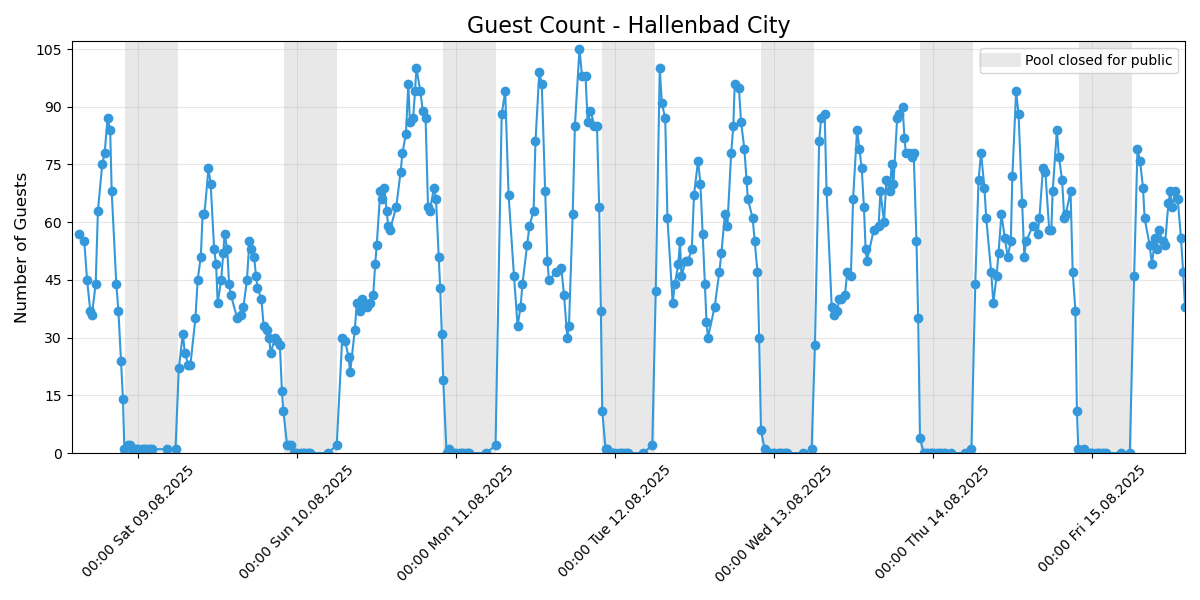 Guest Count - Hallenbad City
Pool closed for public
Number of Guests
105
90
75
60
45
30
15
0
00:00 Sat 09.08.2025
00:00 Sun 10.08.2025
00:00 Mon 11.08.2025
00:00 Tue 12.08.2025
00:00 Wed 13.08.2025
00:00 Thu 14.08.2025
00:00 Fri 15.08.2025